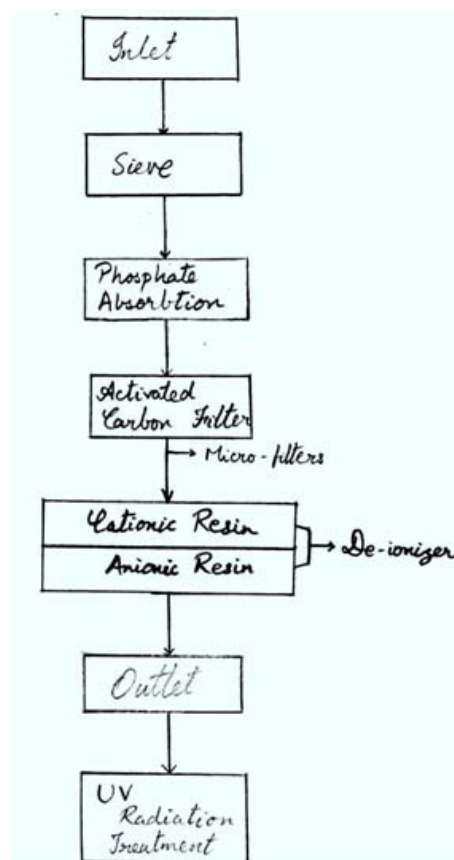 Inlet
Sieve
Phosphate
Absorbtion
Activated
Carbon Filter
Micro-filters
Cationic Resin
De-ionizer
Anionic Resin
Outlet
UV
Radiation
Treatment